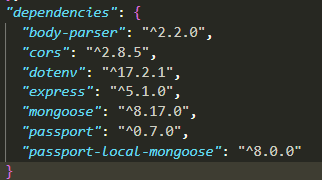 "dependencies": {
"body-parser": "^2.2.0",
"cors": "^2.8.5",
"dotenv": "^17.2.1",
"express": "^5.1.0",
"mongoose": "^8.17.0",
"passport": "^0.7.0",
"passport-local-mongoose": "^8.0.0"
}